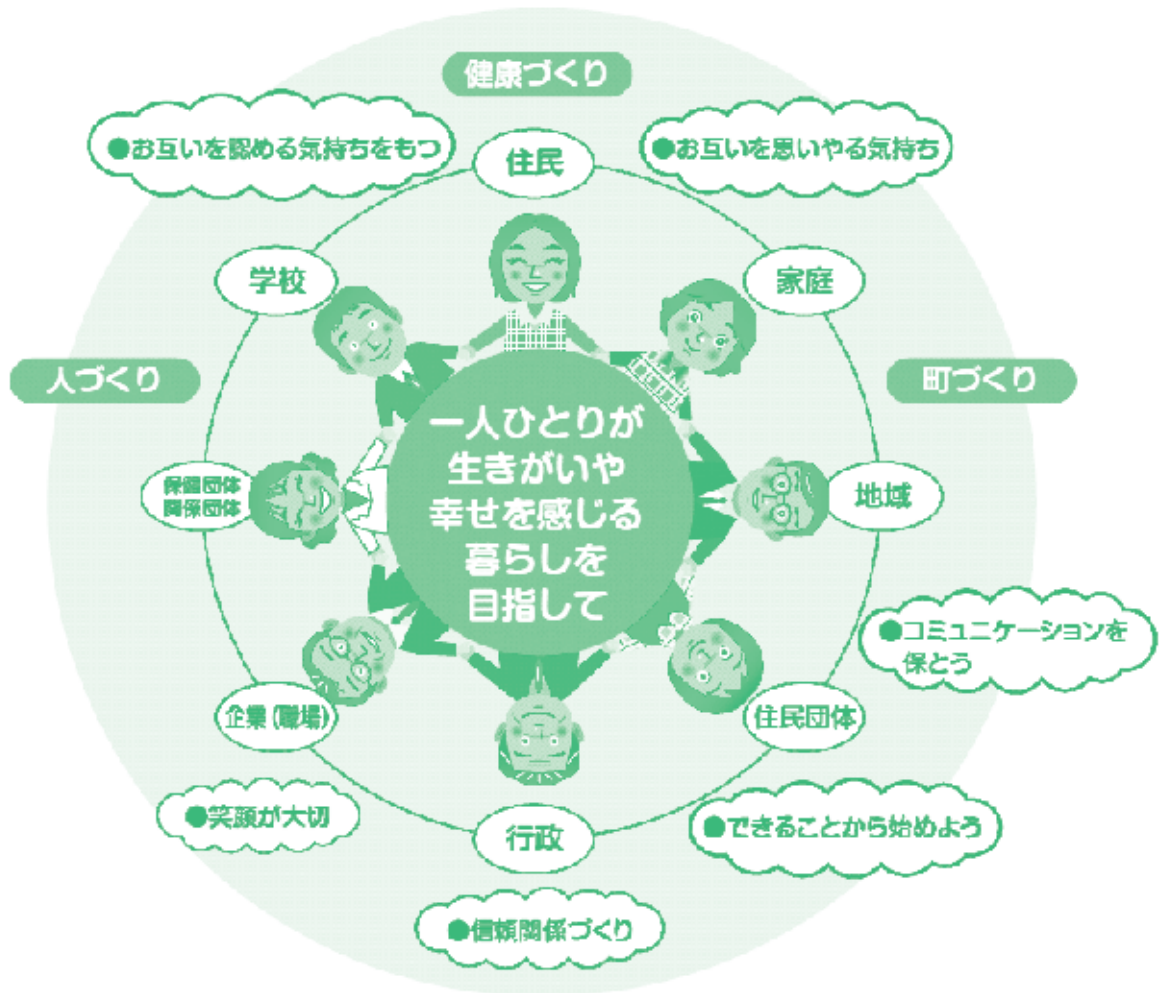 健康づくり
●お互いを認める気持ちをもつ
●お互いを思いやる気持ち
住民
学校
家庭
人づくり
町づくり
一人ひとりが
生きがいや
幸せを感じる
暮らしを
目指して
保健団体
関係団体
地域
●コミュニケーションを
保とう
企業(職場)
住民団体
●笑顔が大切
●できることから始めよう
行政
●信頼関係づくり